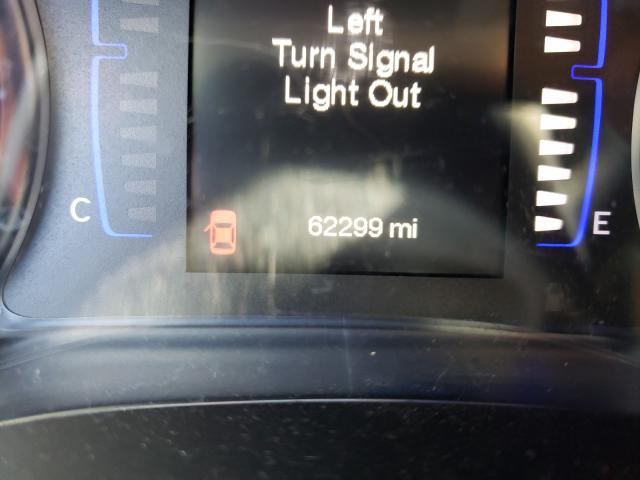 Left
Turn Signal
Light Out
C
62299 mi
E